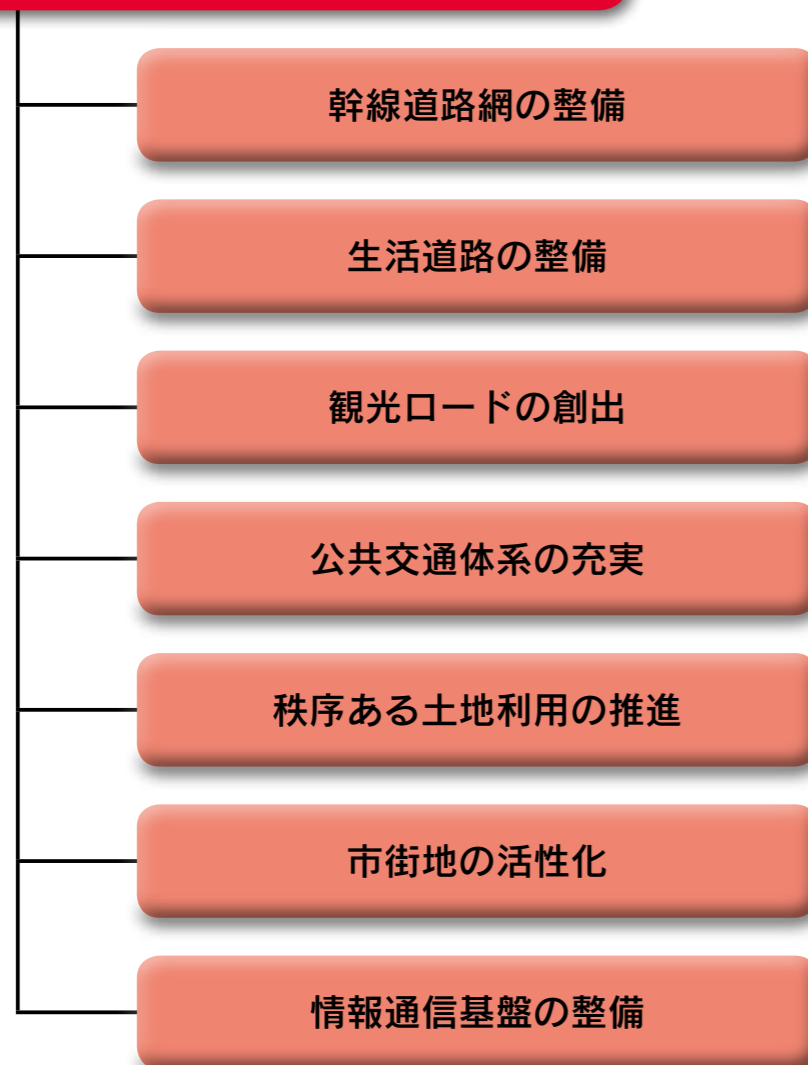 幹線道路網の整備
生活道路の整備
観光ロードの創出
公共交通体系の充実
秩序ある土地利用の推進
市街地の活性化
情報通信基盤の整備